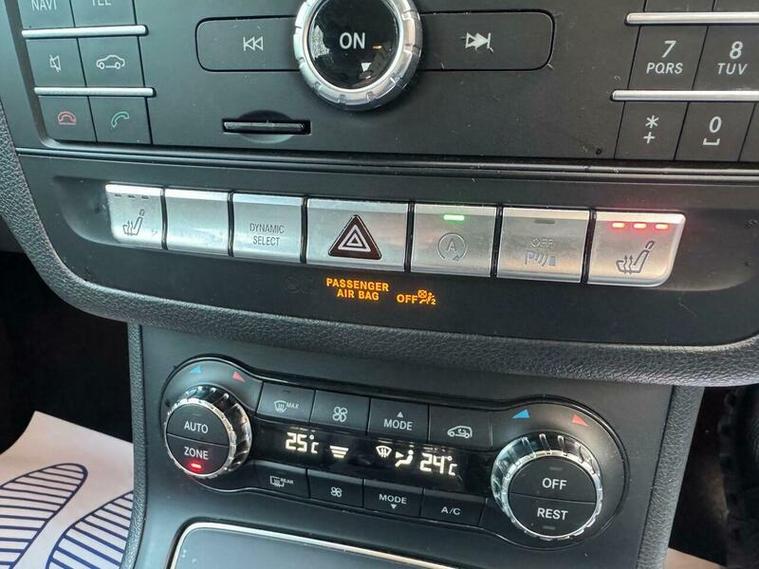 NAVI
TEL
ON
7
PQRS
8
TUV
*
+
0
DYNAMIC
SELECT
A
OFF
P
PASSENGER
AIR BAG OFF
2
MAX
AUTO
ZONE
MODE
25°C
24°C
OFF
REST
REAR
MODE
A/C